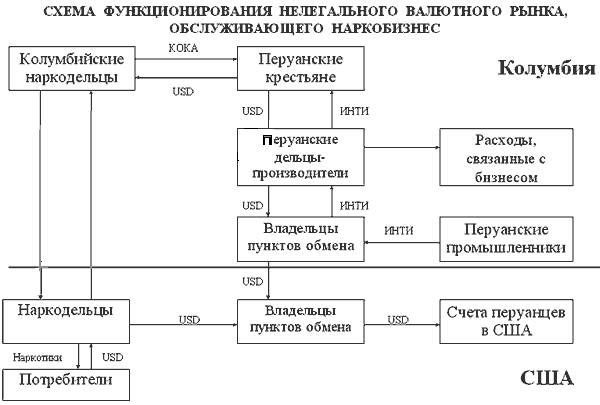 СХЕМА ФУНКЦИОНИРОВАНИЯ НЕЛЕГАЛЬНОГО ВАЛЮТНОГО РЫНКА,
ОБСЛУЖИВАЮЩЕГО НАРКОБИЗНЕС
Колумбийские
наркодельцы
КОКА
USD
Перуанские
крестьяне
Колумбия
USD
ИНТИ
Перуанские
дельцы-
производители
Расходы,
связанные с
бизнесом
USD
ИНТИ
Владельцы
пунктов обмена
ИНТИ
Перуанские
промышленники
USD
Наркодельцы
USD
Владельцы
пунктов обмена
USD
Счета перуанцев
в США
Наркотики
USD
Потребители
США